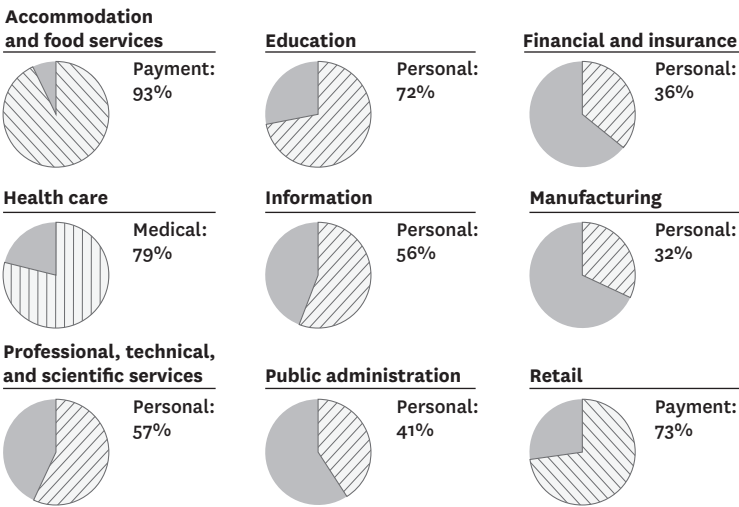 Accommodation
and food services
Payment:
93%
Education
Personal:
72%
Financial and insurance
Personal:
36%
Health care
Medical:
79%
Information
Personal:
56%
Manufacturing
Personal:
32%
Professional, technical,
and scientific services
Personal:
57%
Public administration
Personal:
41%
Retail
Payment:
73%